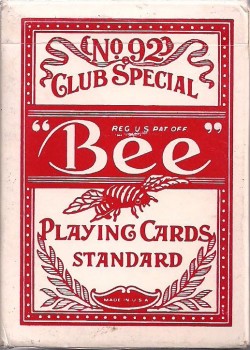 No 92
CLUB SPECIAL
REG U.S PAT OFF
"Bee"
PLAYING CARDS
STANDARD
MADE IN U.S.A.